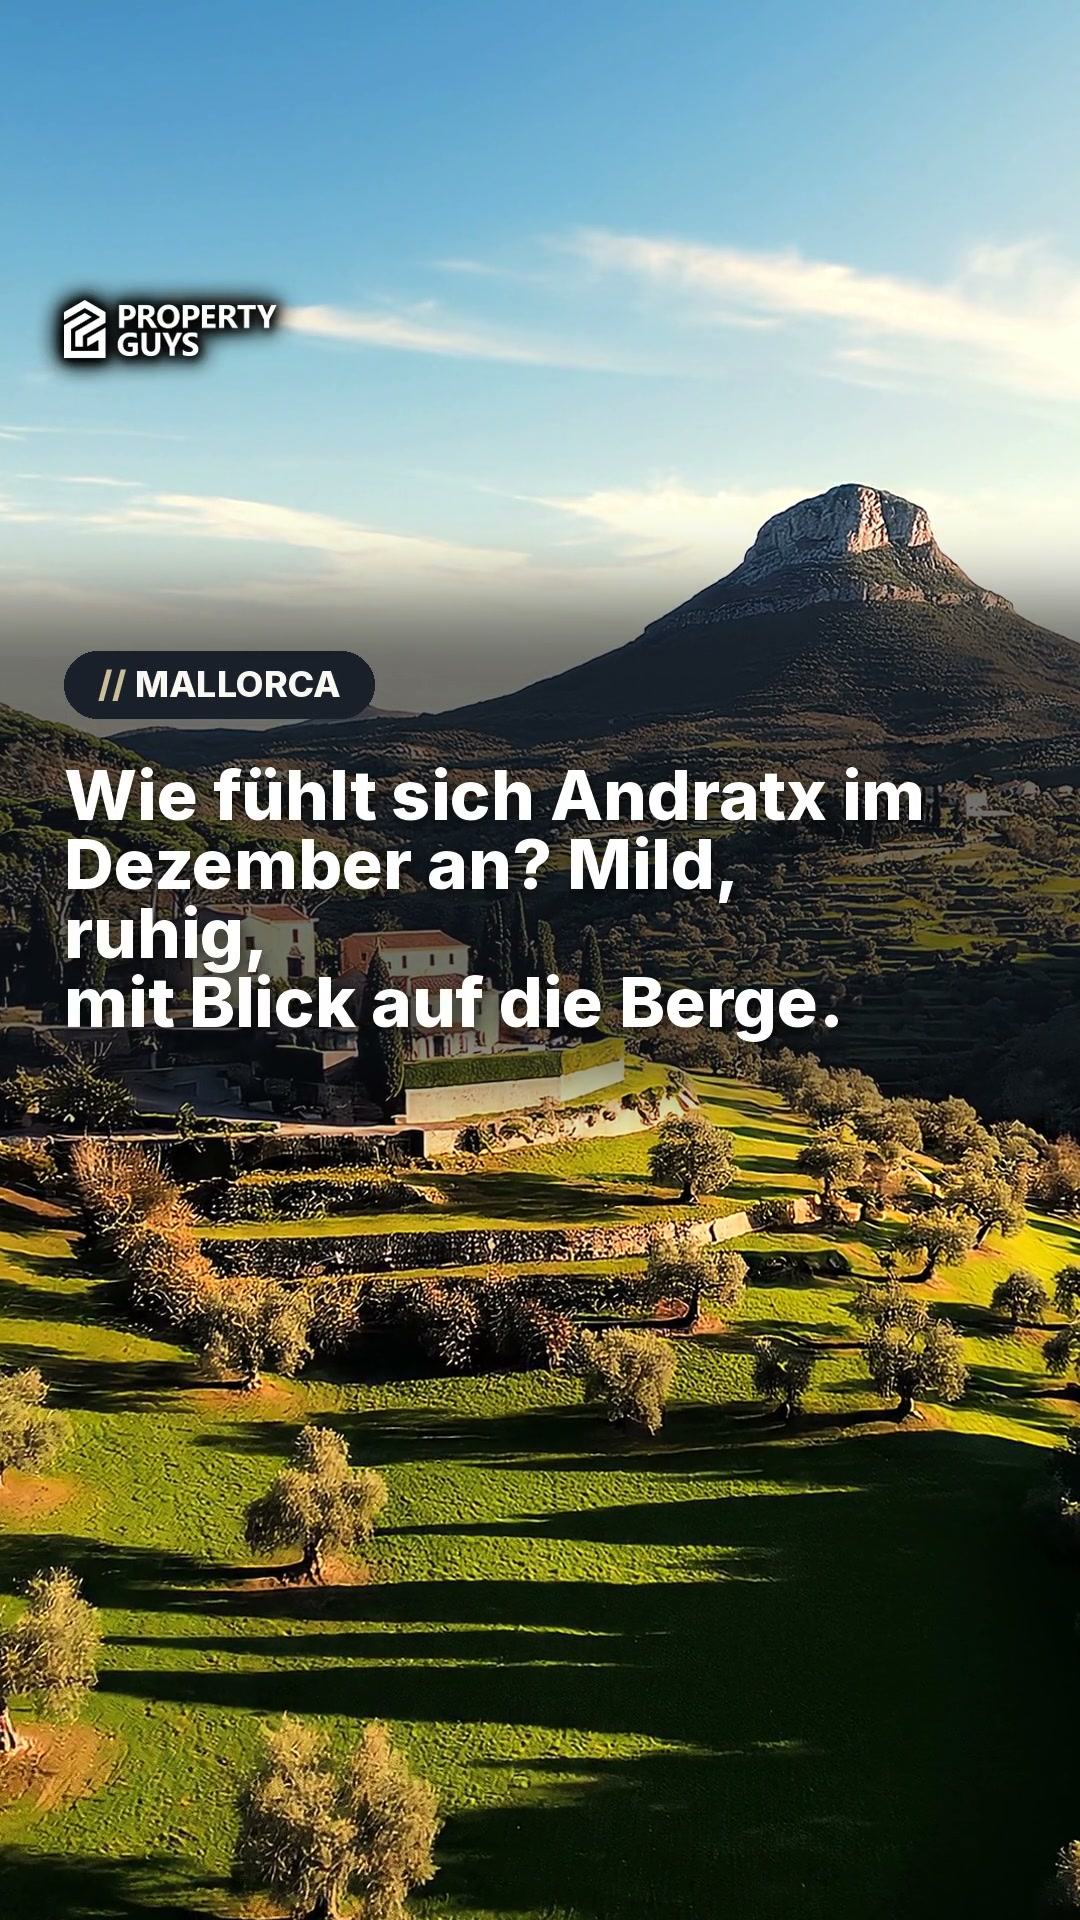 PROPERTY
GUYS
// MALLORCA
Wie fühlt sich Andratx im
Dezember an? Mild,
ruhig,
mit Blick auf die Berge.